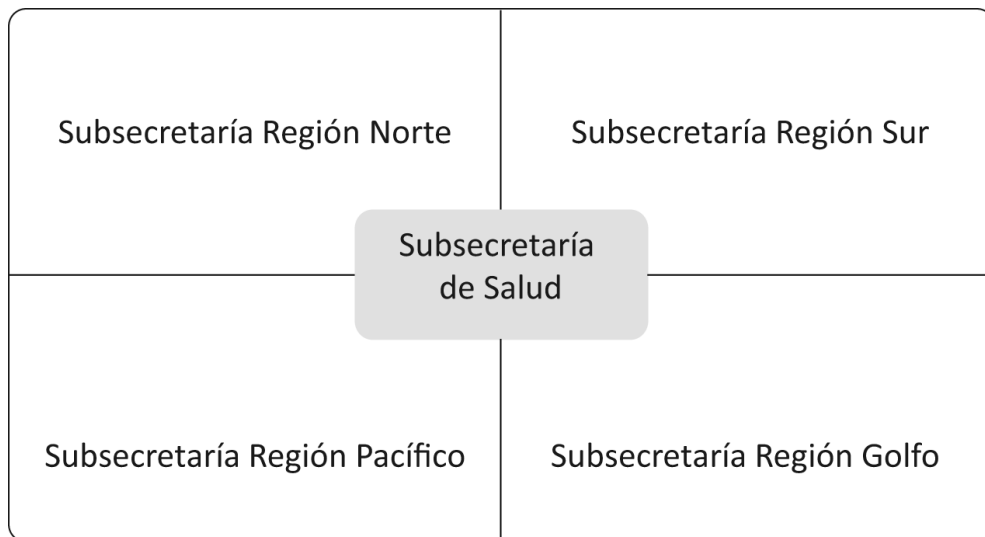 Subsecretaría Región Norte
Subsecretaría Región Sur
Subsecretaría
de Salud
Subsecretaría Región Pacífico
Subsecretaría Región Golfo